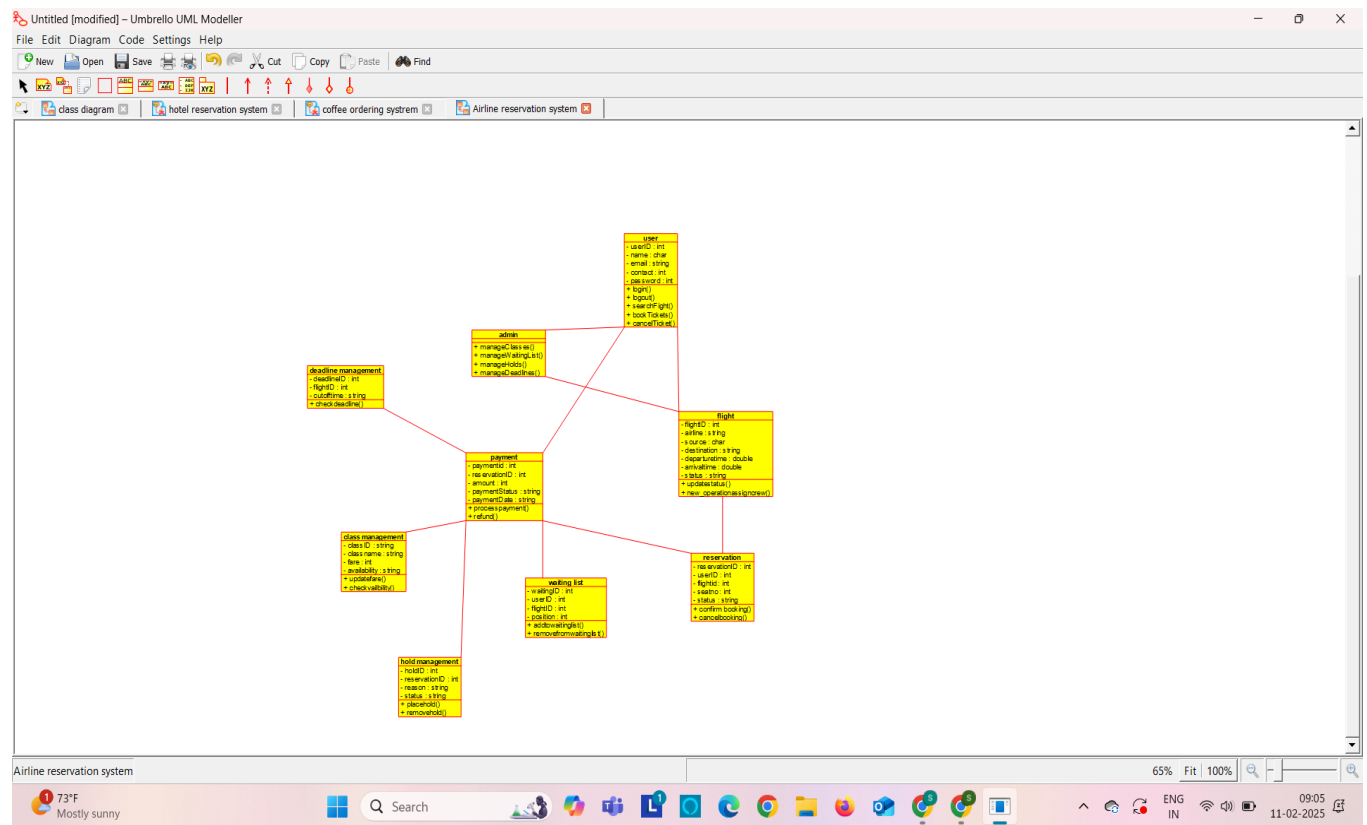 Untitled [modified] – Umbrello UML Modeller
File Edit Diagram Code Settings Help
New Open Save Cut Copy Paste Find
class diagram hotel reservation system coffee ordering systrem Airline reservation system
user
- userID : int
- name : char
- email : string
- contact : int
- password : int
+ login()
+ logout()
+ searchFlight()
+ bookTickets()
+ cancelTicket()
admin
+ manageClasses()
+ manageWaitingList()
+ manageHolds()
+ manageDeadlines()
deadline management
- deadlineID : int
- flightID : int
- cutofftime : string
+ checkdeadline()
flight
- flightID : int
- airline : string
- source : char
- destination : string
- departuretime : double
- arrivaltime : double
- status : string
+ updatestatus()
+ new_operationassigncrew()
payment
- paymentid : int
- reservationID : int
- amount : int
- paymentStatus : string
- paymentDate : string
+ processpayment()
+ refund()
class management
- class ID : string
- class name : string
- fare : int
- availability : string
+ updatefare()
+ checkvailbility()
waiting list
- waitingID : int
- userID : int
- flightID : int
- position : int
+ addtowaitinglist()
+ removefromwaitinglist()
reservation
- reservationID : int
- userID : int
- flightid : int
- seatno : int
- status : string
+ confirm booking()
+ cancelbooking()
hold management
- holdID : int
- reservationID : int
- reason : string
- status : string
+ placehold()
+ removehold()
Airline reservation system
65% Fit 100%
1 73°F
Mostly sunny
Search
ENG
IN
09:05
11-02-2025